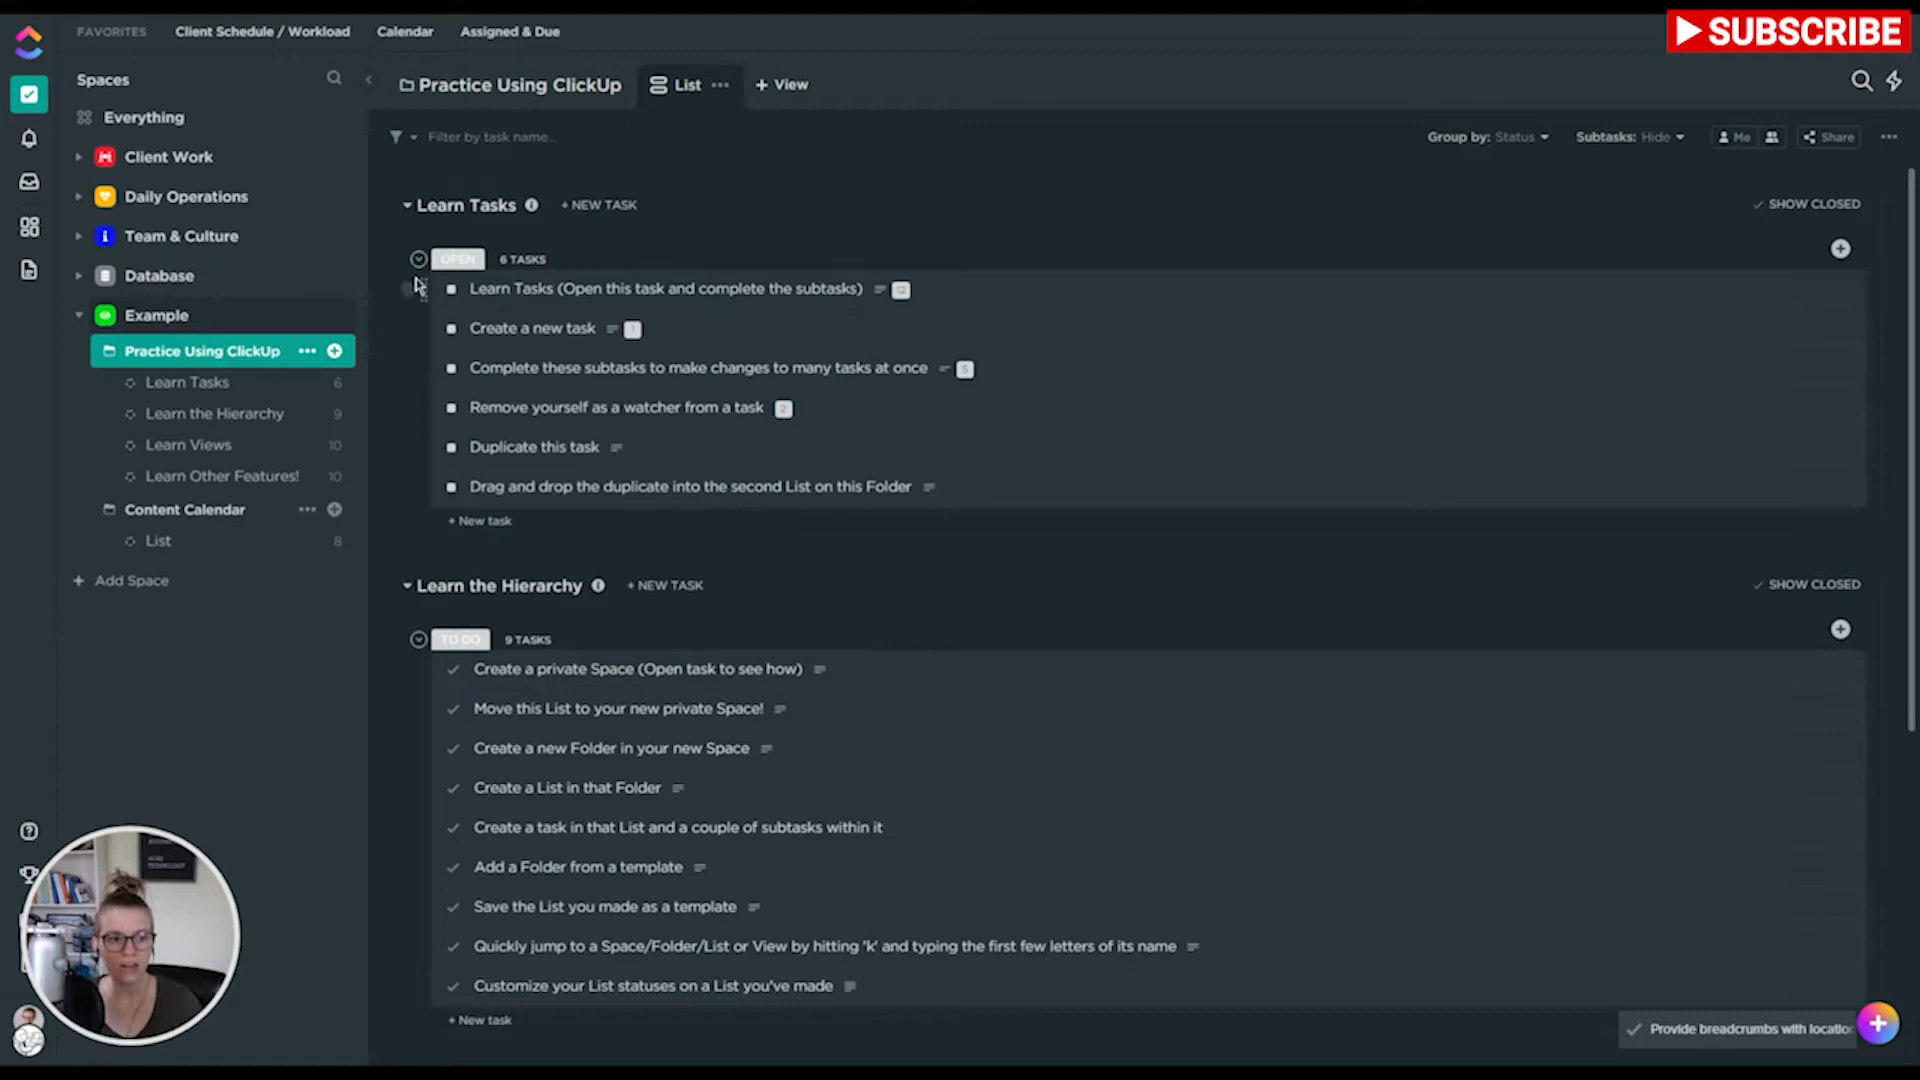 FAVORITES Client Schedule / Workload Calendar Assigned & Due
SUBSCRIBE
Spaces
Everything
Client Work
Daily Operations
Team & Culture
Database
Example
Practice Using ClickUp
Learn Tasks 6
Learn the Hierarchy 9
Learn Views 10
Learn Other Features! 10
Content Calendar
List 8
+ Add Space
Practice Using ClickUp List + View
Filter by task name...
Group by: Status Subtasks: Hide Me Share
Learn Tasks + NEW TASK SHOW CLOSED
OPEN 6 TASKS
Learn Tasks (Open this task and complete the subtasks) 12
Create a new task 1
Complete these subtasks to make changes to many tasks at once 5
Remove yourself as a watcher from a task 2
Duplicate this task
Drag and drop the duplicate into the second List on this Folder
+ New task
Learn the Hierarchy + NEW TASK SHOW CLOSED
TO DO 9 TASKS
Create a private Space (Open task to see how)
Move this List to your new private Space!
Create a new Folder in your new Space
Create a List in that Folder
Create a task in that List and a couple of subtasks within it
Add a Folder from a template
Save the List you made as a template
Quickly jump to a Space/Folder/List or View by hitting 'k' and typing the first few letters of its name
Customize your List statuses on a List you've made
+ New task
Provide breadcrumbs with locatio